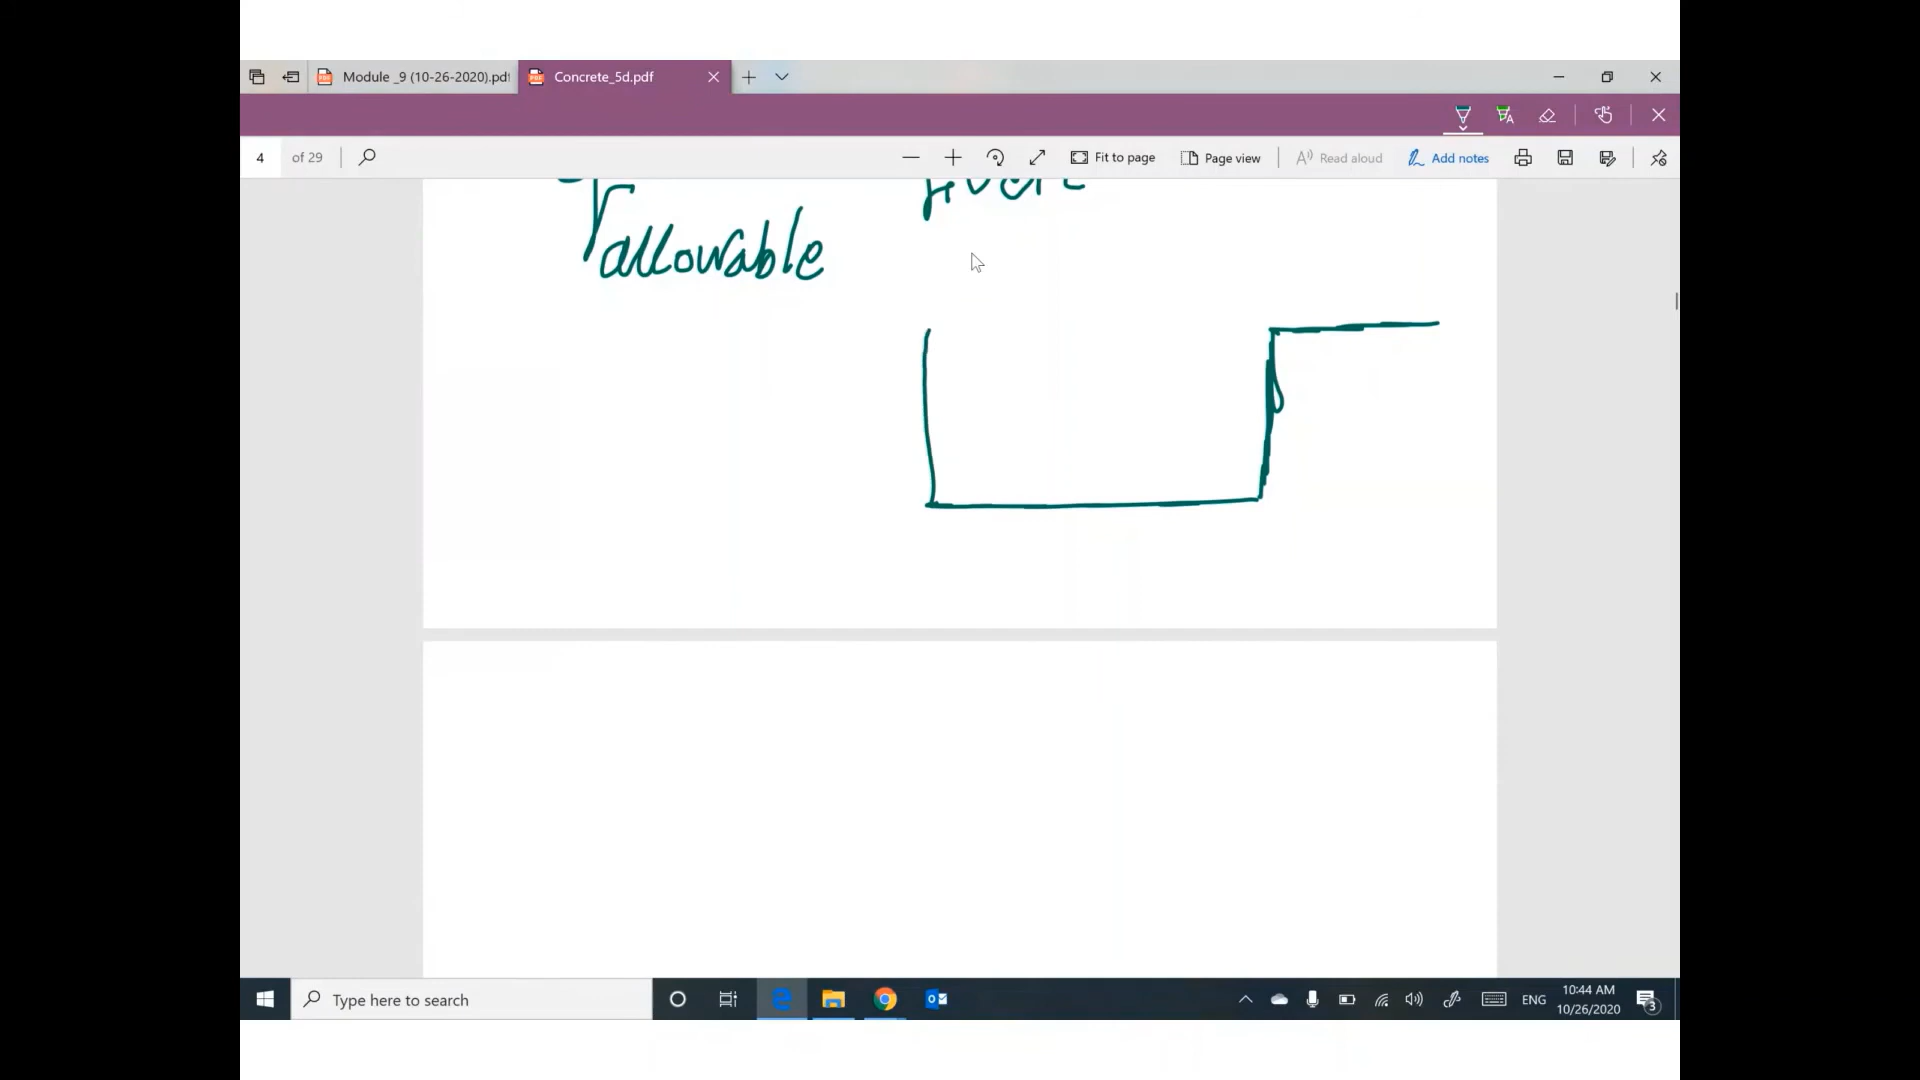 Module _9 (10-26-2020).pdf
Concrete_5d.pdf
4 of 29
Fit to page
Page view
Read aloud
Add notes
allowable
Type here to search
ENG
10:44 AM
10/26/2020
3